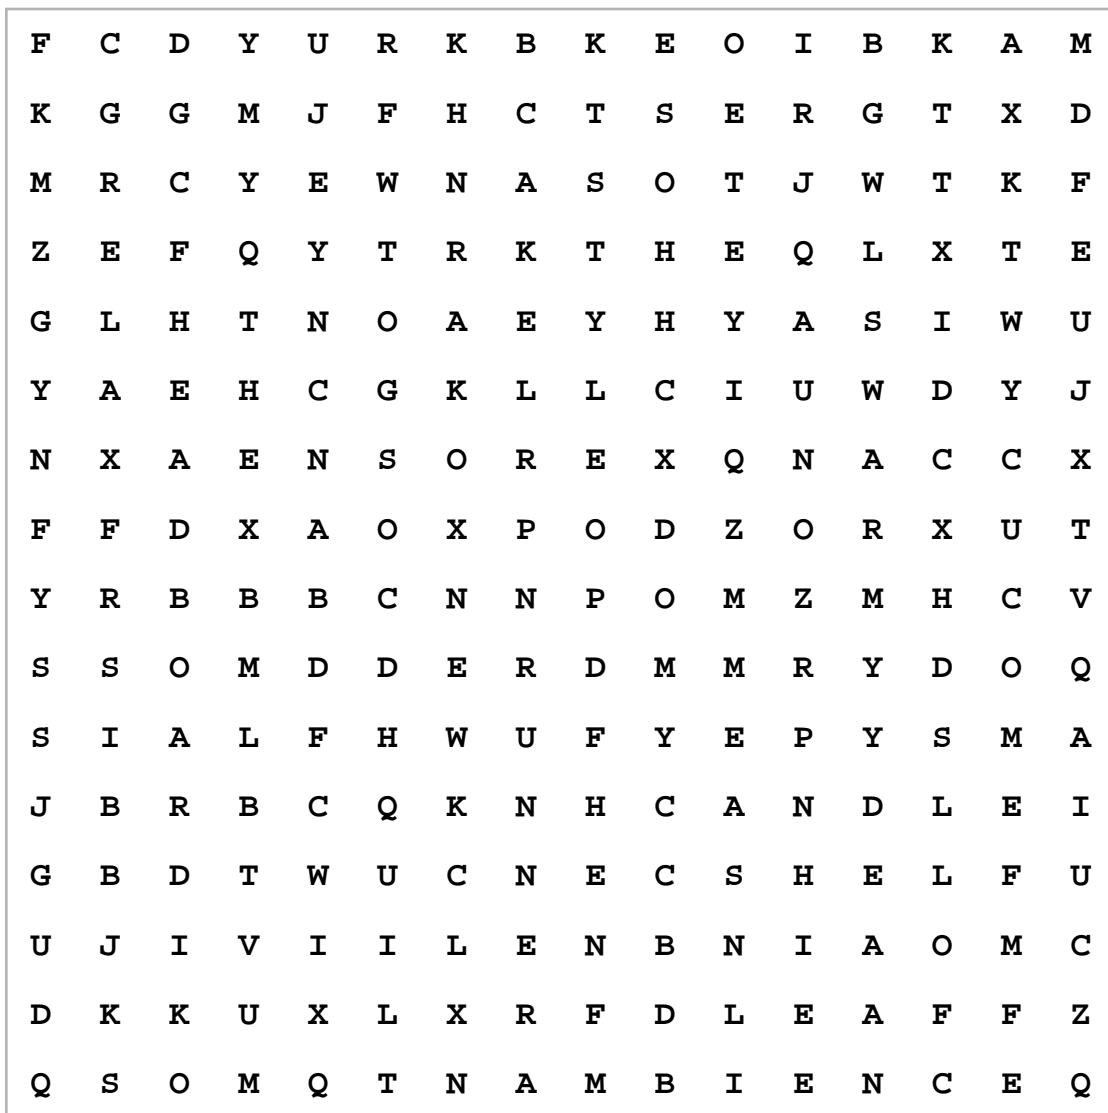 F C D Y U R K B K E O I B K A M
K G G M J F H C T S E R G T X D
M R C Y E W N A S O T J W T K F
Z E F Q Y T R K T H E Q L X T E
G L H T N O A E Y H Y A S I W U
Y A E H C G K L L C I U W D Y J
N X A E N S O R E X Q N A C C X
F F D X A O X P O D Z O R X U T
Y R B B B C N N P O M Z M H C V
S S O M D D E R D M M R Y D O Q
S I A L F H W U F Y E P Y S M A
J B R B C Q K N H C A N D L E I
G B D T W U C N E C S H E L F U
U J I V I I L E N B N I A O M C
D K K U X L X R F D L E A F F Z
Q S O M Q T N A M B I E N C E Q